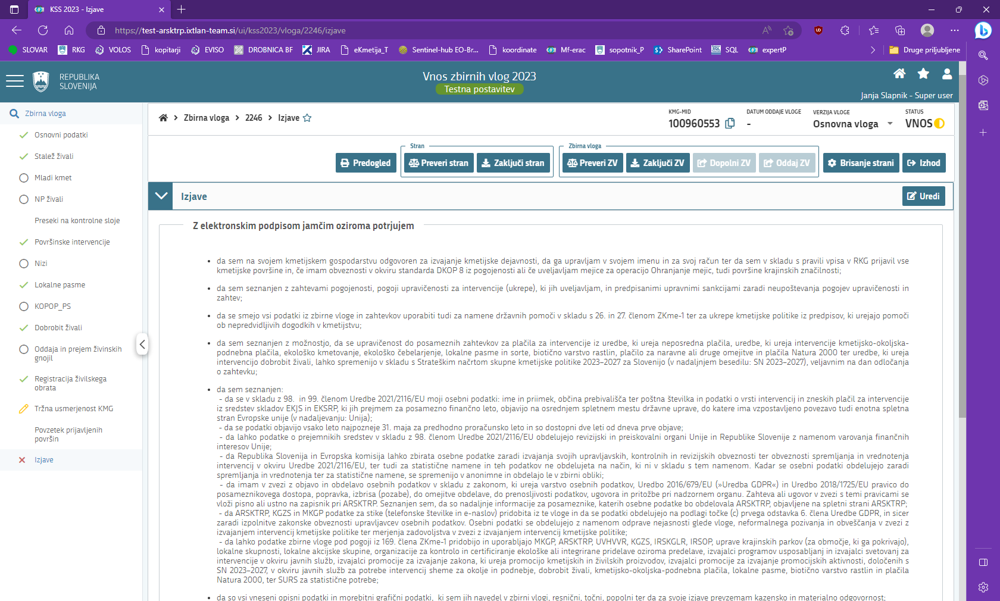 KSS 2023 - Izjave
https://test-arsktrp.ixtlan-team.si/ui/kss2023/vloga/2246/izjave
SLOVAR RKG VOLOS kopitarji EVISO DROBNICA BF JIRA eKmetija_T Sentinel-hub EO-Br... koordinate Mf-erac sopotnik_P SharePoint SQL expertP Druge priljubljene
REPUBLIKA
SLOVENIJA
Vnos zbirnih vlog 2023
Testna postavitev
Janja Slapnik - Super user
Zbirna vloga
Osnovni podatki
Stalež živali
Mladi kmet
NP živali
Preseki na kontrolne sloje
Površinske intervencije
Nizi
Lokalne pasme
KOPOP_PS
Dobrobit živali
Oddaja in prejem živinskih
gnojil
Registracija živilskega
obrata
Tržna usmerjenost KMG
Povzetek prijavljenih
površin
Izjave
Zbirna vloga > 2246 > Izjave
KMG-MID
100960553
DATUM ODDAJE VLOGE
-
VERZIJA VLOGE
Osnovna vloga
STATUS
VNOS
Predogled
Stran
Preveri stran
Zaključi stran
Zbirna vloga
Preveri ZV
Zaključi ZV
Dopolni ZV
Oddaj ZV
Brisanje strani
Izhod
Izjave
Uredi
Z elektronskim podpisom jamčim oziroma potrjujem
• da sem na svojem kmetijskem gospodarstvu odgovoren za izvajanje kmetijske dejavnosti, da ga upravljam v svojem imenu in za svoj račun ter da sem v skladu s pravili vpisa v RKG prijavil vse
kmetijske površine in, če imam obveznosti v okviru standarda DKOP 8 iz pogojenosti ali če uveljavljam mejice za operacijo Ohranjanje mejic, tudi površine krajinskih značilnosti;
• da sem seznanjen z zahtevami pogojenosti, pogoji upravičenosti za intervencije (ukrepe), ki jih uveljavljam, in predpisanimi upravnimi sankcijami zaradi neupoštevanja pogojev upravičenosti in
zahtev;
• da se smejo vsi podatki iz zbirne vloge in zahtevkov uporabiti tudi za namene državnih pomoči v skladu s 26. in 27. členom ZKme-1 ter za ukrepe kmetijske politike iz predpisov, ki urejajo pomoči
ob nepredvidljivih dogodkih v kmetijstvu;
• da sem seznanjen z možnostjo, da se upravičenost do posameznih zahtevkov za plačila za intervencije iz uredbe, ki ureja neposredna plačila, uredbe, ki ureja intervencije kmetijsko-okoljska-
podnebna plačila, ekološko kmetovanje, ekološko čebelarjenje, lokalne pasme in sorte, biotično varstvo rastlin, plačilo za naravne ali druge omejitve in plačila Natura 2000 ter uredbe, ki ureja
intervencijo dobrobit živali, lahko spremenijo v skladu s Strateškim načrtom skupne kmetijske politike 2023–2027 za Slovenijo (v nadaljnjem besedilu: SN 2023–2027), veljavnim na dan odločanja
o zahtevku;
• da sem seznanjen:
- da se v skladu z 98. in 99. členom Uredbe 2021/2116/EU moji osebni podatki: ime in priimek, občina prebivališča ter poštna številka in podatki o vrsti intervencij in zneskih plačil za intervencije
iz sredstev skladov EKJS in EKSRP, ki jih prejmem za posamezno finančno leto, objavijo na osrednjem spletnem mestu državne uprave, do katere ima vzpostavljeno povezavo tudi enotna spletna
stran Evropske unije (v nadaljevanju: Unija);
- da se podatki objavijo vsako leto najpozneje 31. maja za predhodno proračunsko leto in so dostopni dve leti od dneva prve objave;
- da lahko podatke o prejemnikih sredstev v skladu z 98. členom Uredbe 2021/2116/EU obdelujejo revizijski in preiskovalni organi Unije in Republike Slovenije z namenom varovanja finančnih
interesov Unije;
- da Republika Slovenija in Evropska komisija lahko zbirata osebne podatke zaradi izvajanja svojih upravljavskih, kontrolnih in revizijskih obveznosti ter obveznosti spremljanja in vrednotenja
intervencij v okviru Uredbe 2021/2116/EU, ter tudi za statistične namene in teh podatkov ne obdelujeta na način, ki ni v skladu s tem namenom. Kadar se osebni podatki obdelujejo zaradi
spremljanja in vrednotenja ter za statistične namene, se spremenijo v anonimne in obdelajo le v zbirni obliki;
- da imam v zvezi z objavo in obdelavo osebnih podatkov v skladu z zakonom, ki ureja varstvo osebnih podatkov, Uredbo 2016/679/EU (»Uredba GDPR«) in Uredbo 2018/1725/EU pravico do
posameznikovega dostopa, popravka, izbrisa (pozabe), do omejitve obdelave, do prenosljivosti podatkov, ugovora in pritožbe pri nadzornem organu. Zahteva ali ugovor v zvezi s temi pravicami se
vloži pisno ali ustno na zapisnik pri ARSKTRP. Seznanjen sem, da so nadaljnje informacije za posameznike, katerih osebne podatke bo obdelovala ARSKTRP, objavljene na spletni strani ARSKTRP;
- da ARSKTRP, KGZS in MKGP podatke za stike (telefonske številke in e-naslov) pridobita iz te vloge in da se podatki obdelujejo na podlagi točke (c) prvega odstavka 6. člena Uredbe GDPR, in sicer
zaradi izpolnitve zakonske obveznosti upravljavcev osebnih podatkov. Osebni podatki se obdelujejo z namenom odprave nejasnosti glede vloge, neformalnega pozivanja in obveščanja v zvezi z
izvajanjem intervencij kmetijske politike ter merjenja zadovoljstva v zvezi z izvajanjem intervencij kmetijske politike;
- da lahko podatke zbirne vloge pod pogoji iz 169. člena ZKme-1 pridobijo in uporabljajo MKGP, ARSKTRP, UVHVVR, KGZS, IRSKGLR, IRSOP, uprave krajinskih parkov (za območje, ki ga pokrivajo),
lokalne skupnosti, lokalne akcijske skupine, organizacije za kontrolo in certificiranje ekološke ali integrirane pridelave oziroma predelave, izvajalci programov usposabljanj in izvajalci svetovanj za
intervencije v okviru javnih služb, izvajalci promocije za izvajanje zakona, ki ureja promocijo kmetijskih in živilskih proizvodov, izvajalci promocije za izvajanje promocijskih aktivnosti, določenih s
SN 2023–2027, v okviru javnih služb za potrebe intervencij sheme za okolje in podnebje, dobrobit živali, kmetijsko-okoljska-podnebna plačila, lokalne pasme, biotično varstvo rastlin in plačila
Natura 2000, ter SURS za statistične potrebe;
• da so vsi vneseni opisni podatki in morebitni grafični podatki, ki sem jih navedel v zbirni vlogi, resnični, točni, popolni ter da za svoje izjave prevzemam kazensko in materialno odgovornost;